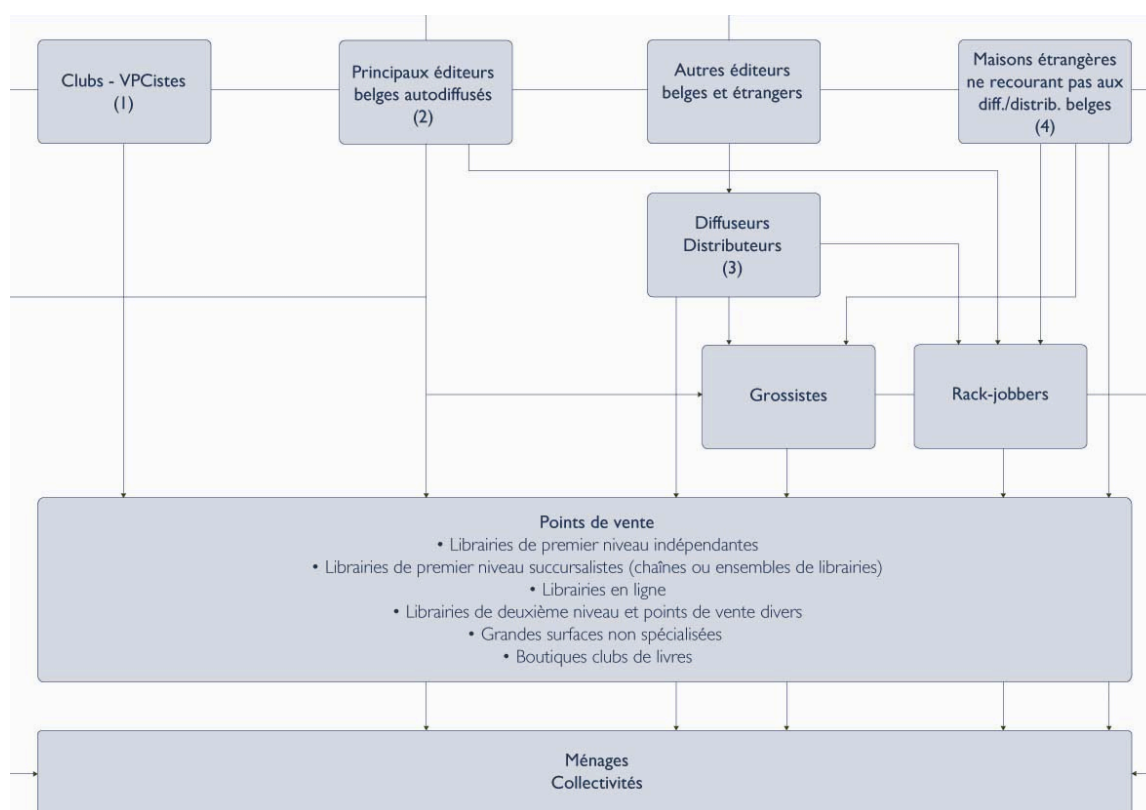 Clubs - VPCistes
(1)
Principaux éditeurs
belges autodiffusés
(2)
Autres éditeurs
belges et étrangers
Maisons étrangères
ne recourant pas aux
diff./distrib. belges
(4)
Diffuseurs
Distributeurs
(3)
Grossistes
Rack-jobbers
Points de vente
• Librairies de premier niveau indépendantes
• Librairies de premier niveau succursalistes (chaînes ou ensembles de librairies)
• Librairies en ligne
• Librairies de deuxième niveau et points de vente divers
• Grandes surfaces non spécialisées
• Boutiques clubs de livres
Ménages
Collectivités